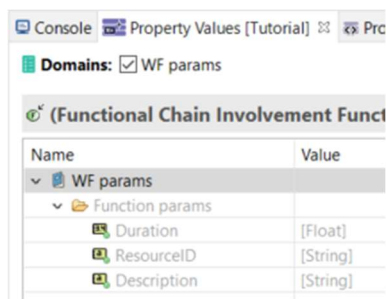 Console Property Values [Tutorial] Pro
Domains: WF params
(Functional Chain Involvement Funct
Name Value
WF params
Function params
Duration [Float]
ResourceID [String]
Description [String]